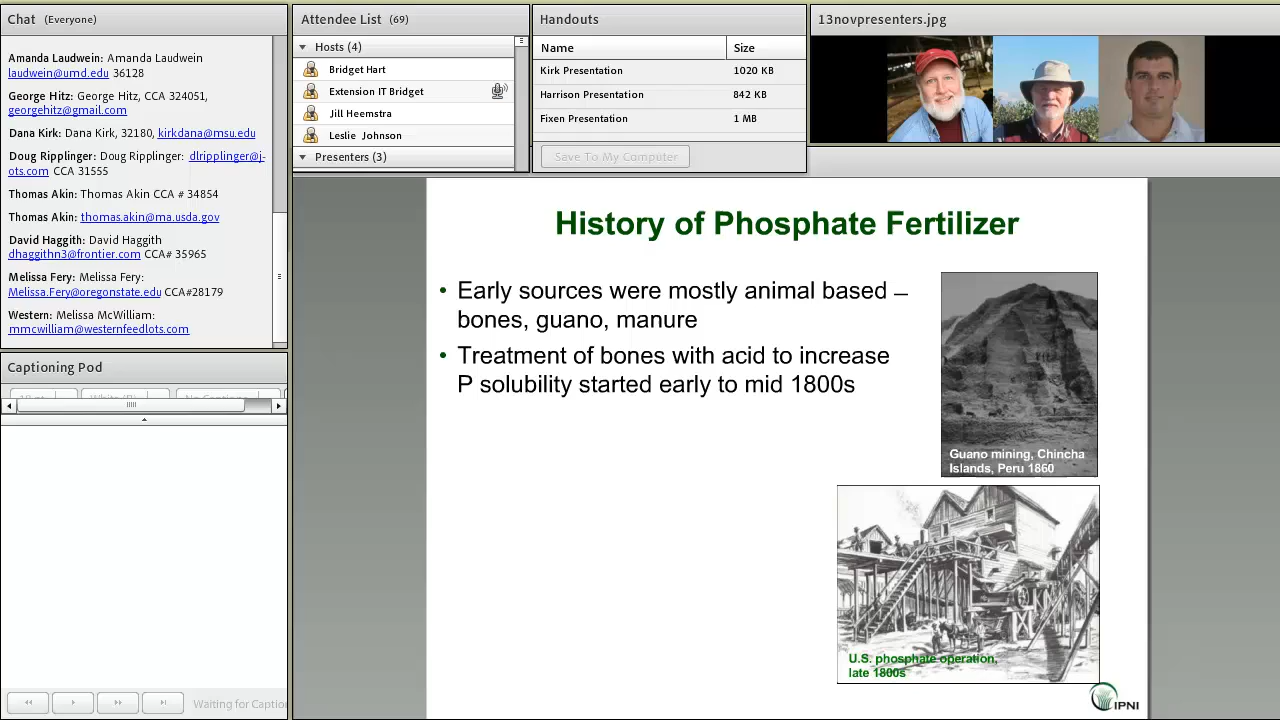 Chat (Everyone)
Amanda Laudwein: Amanda Laudwein
laudwein@umd.edu 36128
George Hitz: George Hitz, CCA 324051,
georgehitz@gmail.com
Dana Kirk: Dana Kirk, 32180, kirkdana@msu.edu
Doug Ripplinger: Doug Ripplinger: dlripplinger@j-
ots.com CCA 31555
Thomas Akin: Thomas Akin CCA # 34854
Thomas Akin: thomas.akin@ma.usda.gov
David Haggith: David Haggith
dhaggithn3@frontier.com CCA# 35965
Melissa Fery: Melissa Fery:
Melissa.Fery@oregonstate.edu CCA#28179
Western: Melissa McWilliam:
mmcwilliam@westernfeedlots.com
Captioning Pod
Waiting for Captio
Attendee List (69)
Hosts (4)
Bridget Hart
Extension IT Bridget
Jill Heemstra
Leslie Johnson
Presenters (3)
Handouts
Name Size
Kirk Presentation 1020 KB
Harrison Presentation 842 KB
Fixen Presentation 1 MB
Save To My Computer
13novpresenters.jpg
History of Phosphate Fertilizer
• Early sources were mostly animal based –
bones, guano, manure
• Treatment of bones with acid to increase
P solubility started early to mid 1800s
Guano mining, Chincha
Islands, Peru 1860
U.S. phosphate operation,
late 1800s
IPNI